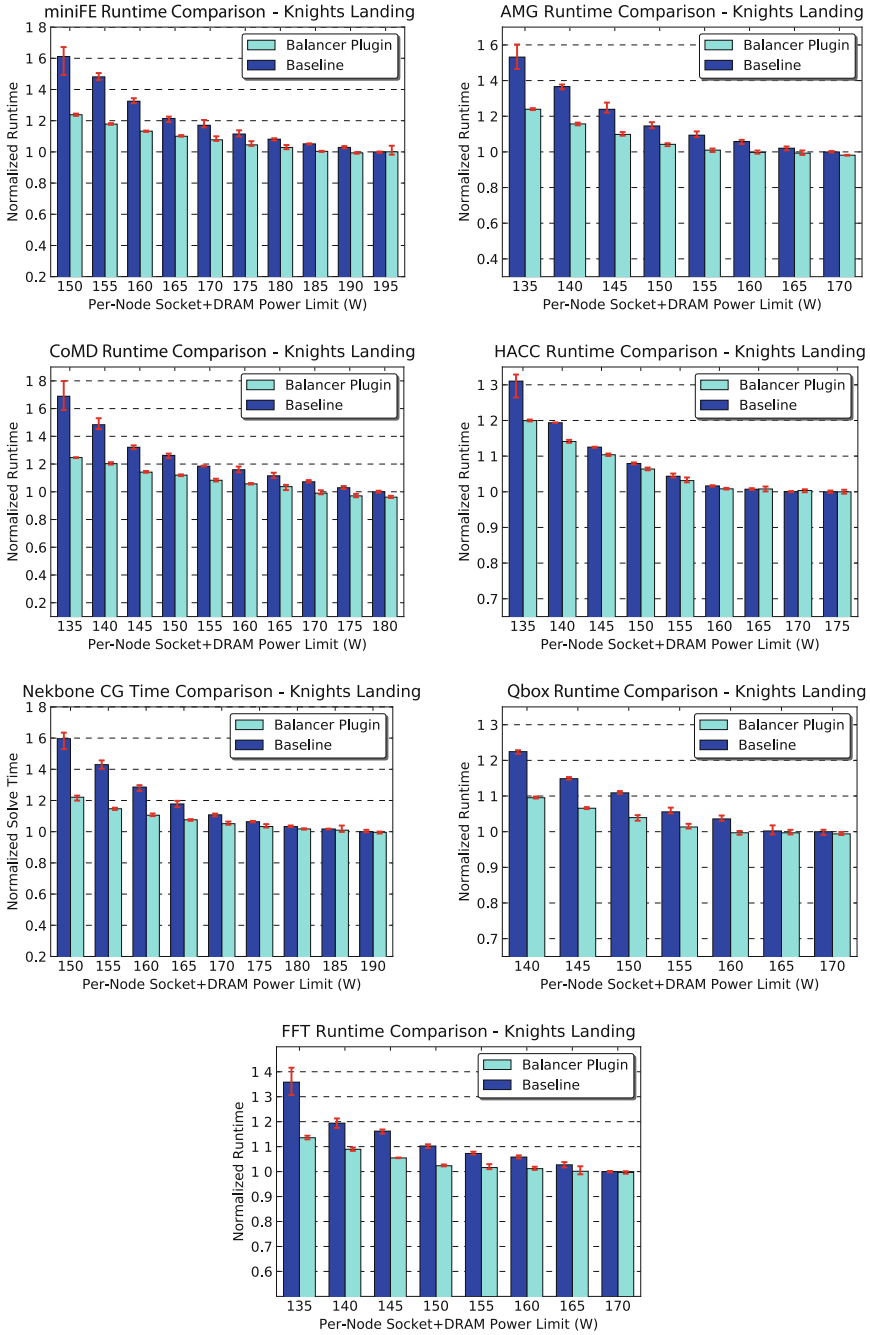 miniFE Runtime Comparison - Knights Landing
1 8
1.6
1.4
1.2
1.0
0.8
0.6
0.4
0.2
Normalized Runtime
Balancer Plugin
Baseline
150 155 160 165 170 175 180 185 190 195
Per-Node Socket+DRAM Power Limit (W)
AMG Runtime Comparison - Knights Landing
1.6
1.4
1.2
1.0
0.8
0.6
0.4
Normalized Runtime
Balancer Plugin
Baseline
135 140 145 150 155 160 165 170
Per-Node Socket+DRAM Power Limit (W)
CoMD Runtime Comparison - Knights Landing
1.8
1.6
1.4
1.2
1.0
0.8
0.6
0.4
0.2
Normalized Runtime
Balancer Plugin
Baseline
135 140 145 150 155 160 165 170 175 180
Per-Node Socket+DRAM Power Limit (W)
HACC Runtime Comparison - Knights Landing
1.3
1.2
1.1
1.0
0.9
0.8
0.7
Normalized Runtime
Balancer Plugin
Baseline
135 140 145 150 155 160 165 170 175
Per-Node Socket+DRAM Power Limit (W)
Nekbone CG Time Comparison - Knights Landing
1 8
1.6
1.4
1.2
1.0
0.8
0.6
0.4
0.2
Normalized Solve Time
Balancer Plugin
Baseline
150 155 160 165 170 175 180 185 190
Per-Node Socket+DRAM Power Limit (W)
Qbox Runtime Comparison - Knights Landing
1.3
1.2
1.1
1.0
0.9
0.8
0.7
Normalized Runtime
Balancer Plugin
Baseline
140 145 150 155 160 165 170
Per-Node Socket+DRAM Power Limit (W)
FFT Runtime Comparison - Knights Landing
1 4
1 3
1 2
1 1
1 0
0.9
0.8
0.7
0.6
Normalized Runtime
Balancer Plugin
Baseline
135 140 145 150 155 160 165 170
Per-Node Socket+DRAM Power Limit (W)